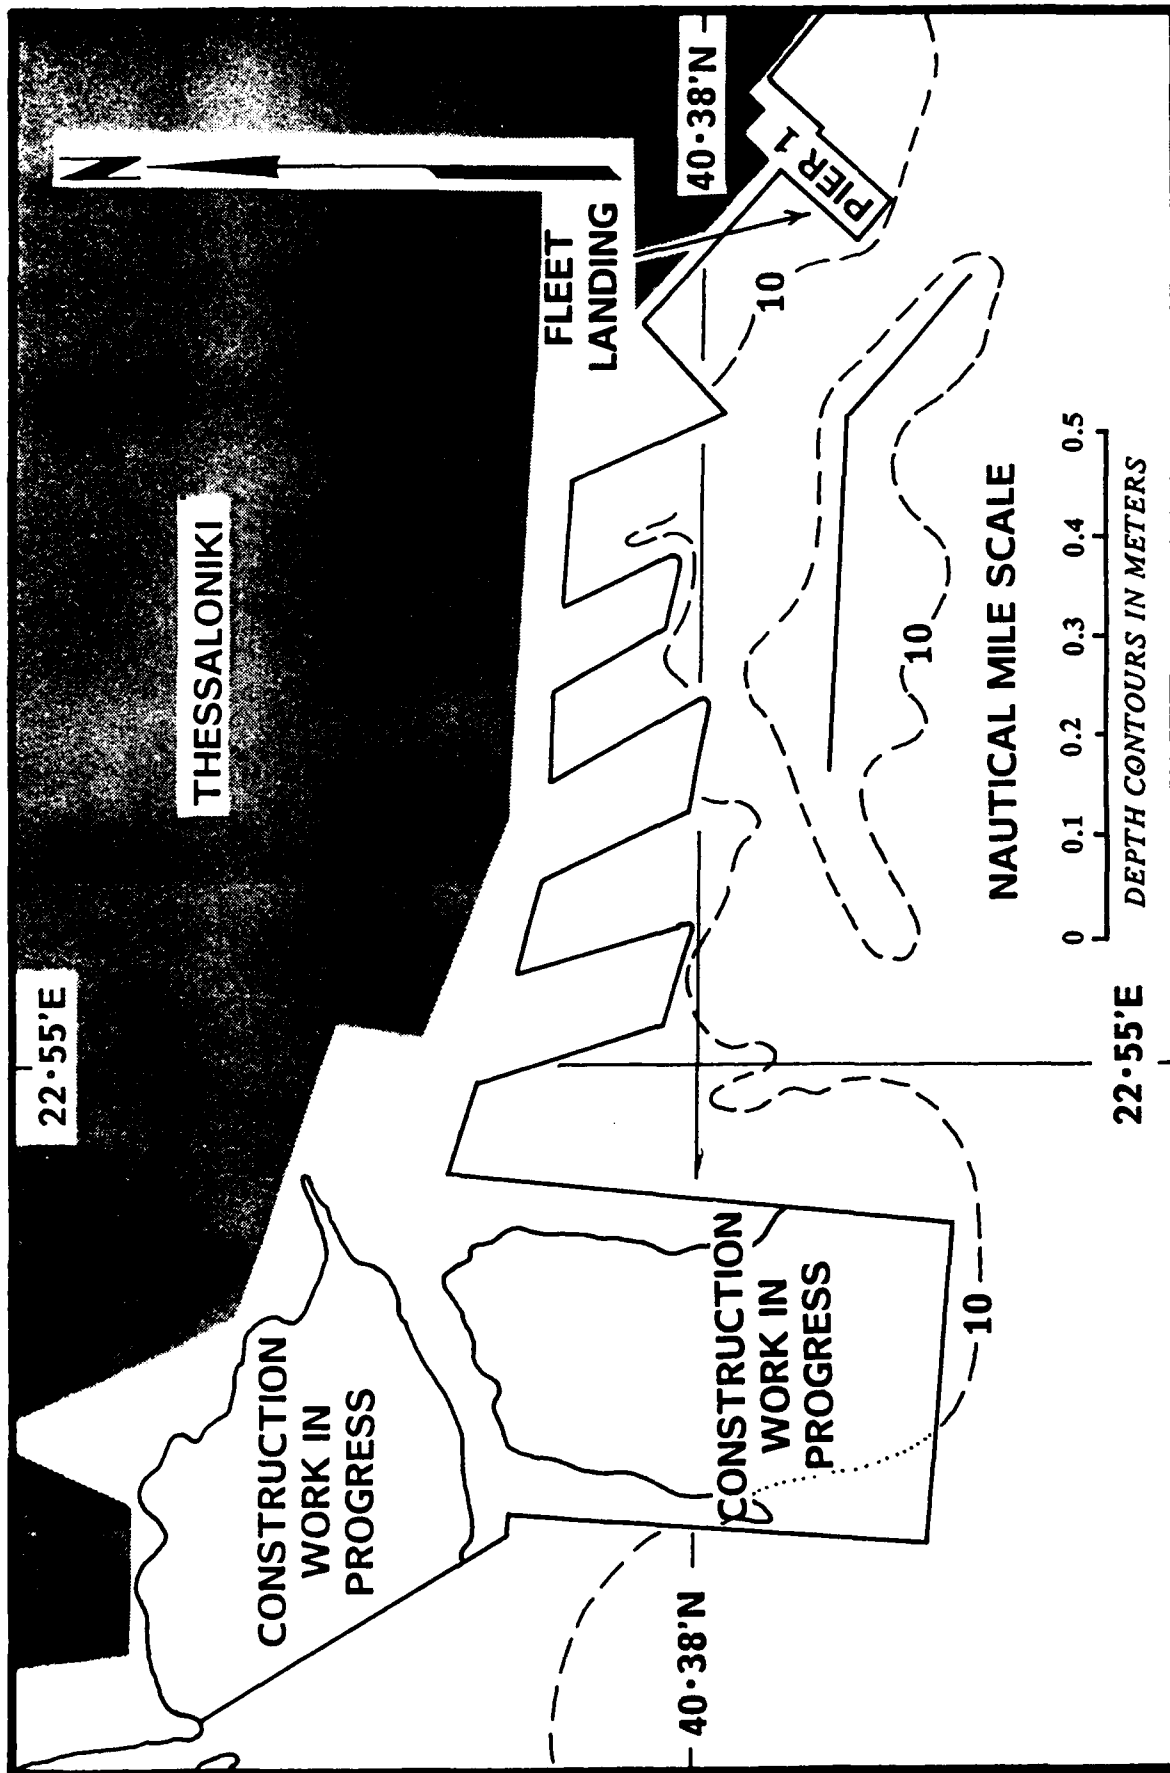 22•55'E
THESSALONIKI
N
CONSTRUCTION
WORK IN
PROGRESS
FLEET
LANDING
40•38'N
PIER 1
10
CONSTRUCTION
WORK IN
PROGRESS
40•38'N
10
10
NAUTICAL MILE SCALE
0 0.1 0.2 0.3 0.4 0.5
DEPTH CONTOURS IN METERS
22•55'E